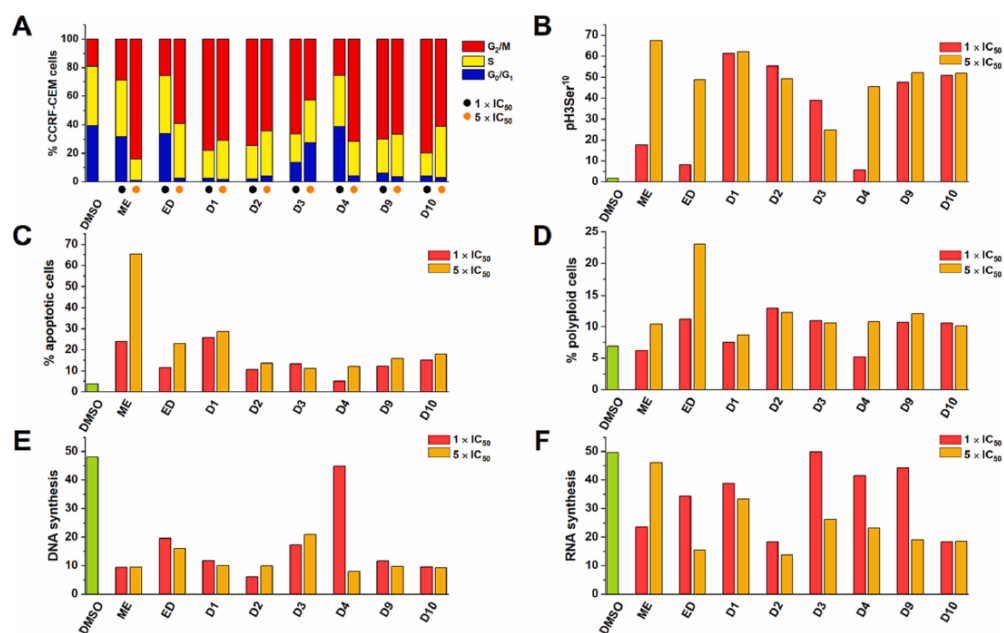 A
% CCRF-CEM cells
100
80
60
40
20
0
G₂/M
S
G₀/G₁
1 × IC₅₀
5 × IC₅₀
DMSO ME ED D1 D2 D3 D4 D9 D10
B
pH3Ser¹⁰
70
60
50
40
30
20
10
0
1 × IC₅₀
5 × IC₅₀
DMSO ME ED D1 D2 D3 D4 D9 D10
C
% apoptotic cells
70
60
50
40
30
20
10
0
1 × IC₅₀
5 × IC₅₀
DMSO ME ED D1 D2 D3 D4 D9 D10
D
% polyploid cells
25
20
15
10
5
0
1 × IC₅₀
5 × IC₅₀
DMSO ME ED D1 D2 D3 D4 D9 D10
E
DNA synthesis
50
40
30
20
10
0
1 × IC₅₀
5 × IC₅₀
DMSO ME ED D1 D2 D3 D4 D9 D10
F
RNA synthesis
50
40
30
20
10
0
1 × IC₅₀
5 × IC₅₀
DMSO ME ED D1 D2 D3 D4 D9 D10